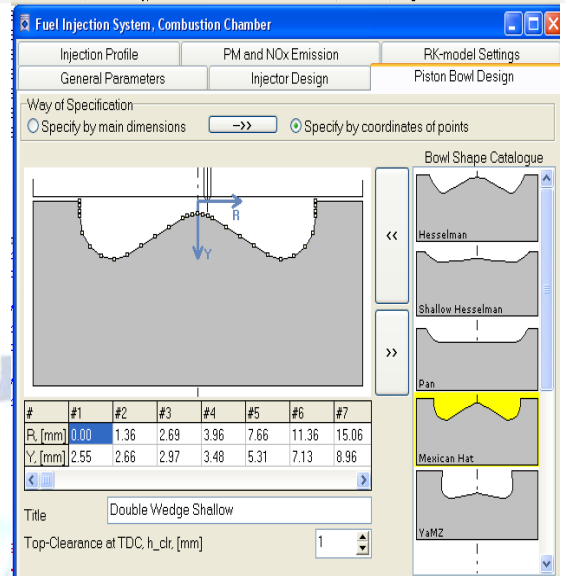 Fuel Injection System, Combustion Chamber
Injection Profile PM and NOx Emission RK-model Settings
General Parameters Injector Design Piston Bowl Design
Way of Specification
Specify by main dimensions -->> Specify by coordinates of points
Bowl Shape Catalogue
R
Y
<<
>>
Hesselman
Shallow Hesselman
Pan
Mexican Hat
YaMZ
# #1 #2 #3 #4 #5 #6 #7
R, [mm] 0.00 1.36 2.69 3.96 7.66 11.36 15.06
Y, [mm] 2.55 2.66 2.97 3.48 5.31 7.13 8.96
Title Double Wedge Shallow
Top-Clearance at TDC, h_clr, [mm] 1